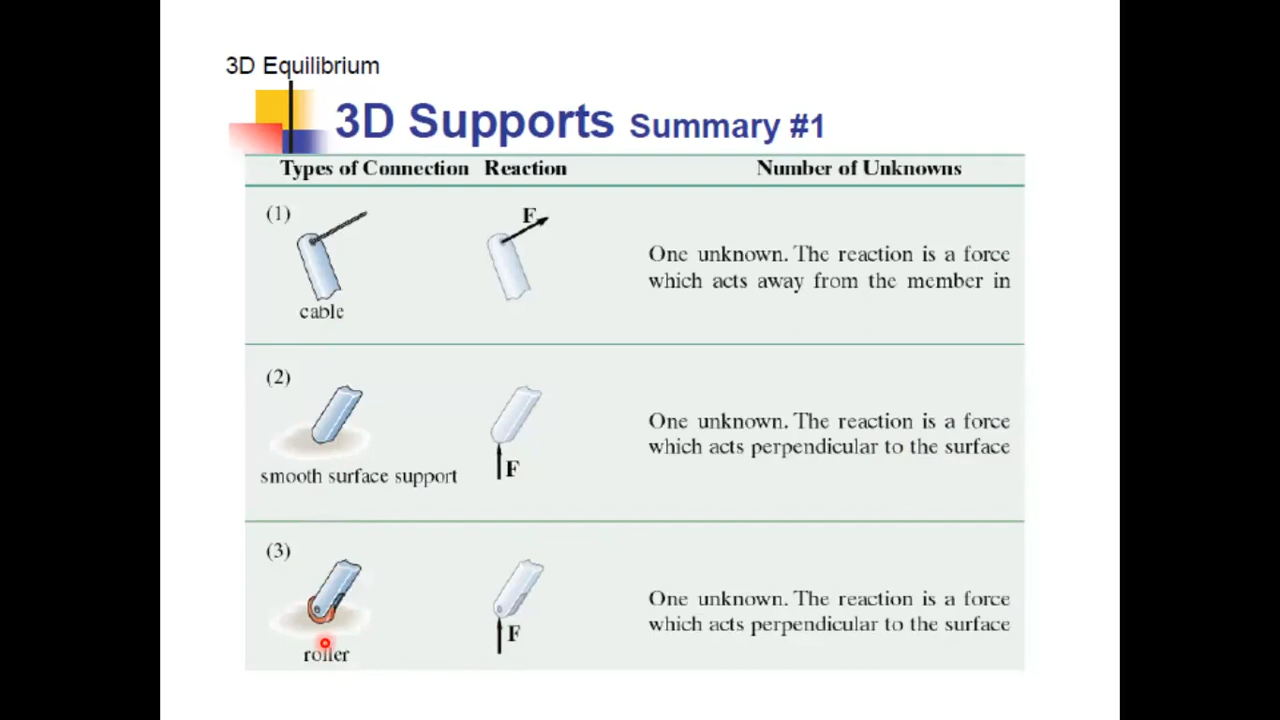 3D Equilibrium
3D Supports Summary #1
Types of Connection Reaction Number of Unknowns
(1)
F
One unknown. The reaction is a force
which acts away from the member in
cable
(2)
One unknown. The reaction is a force
which acts perpendicular to the surface
F
smooth surface support
(3)
One unknown. The reaction is a force
which acts perpendicular to the surface
F
roller